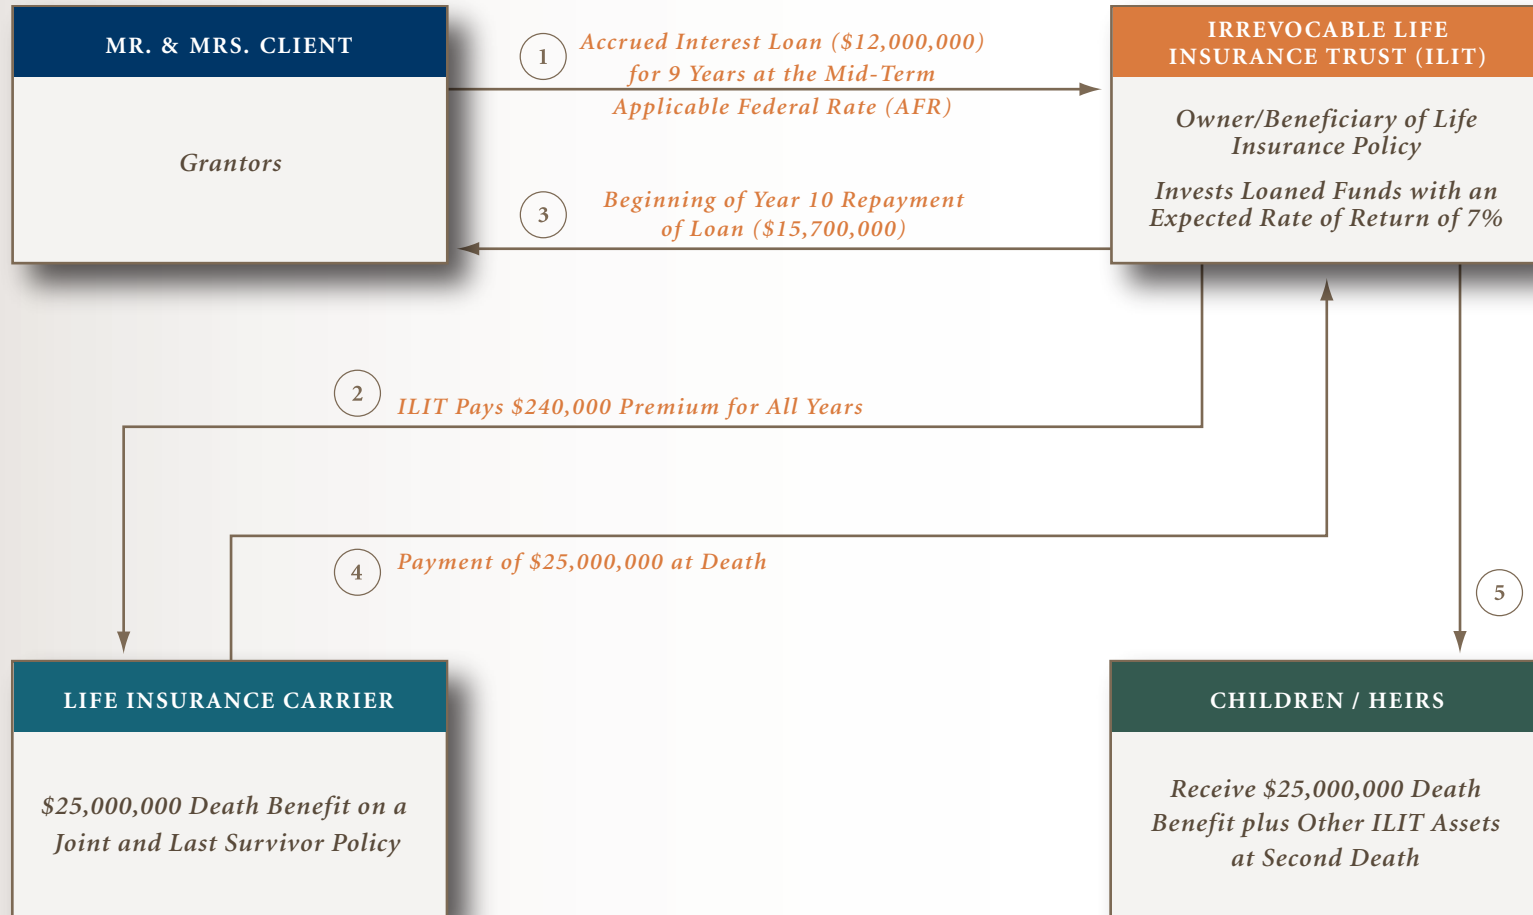 MR. & MRS. CLIENT
Grantors
1
Accrued Interest Loan ($12,000,000)
for 9 Years at the Mid-Term
Applicable Federal Rate (AFR)
3
Beginning of Year 10 Repayment
of Loan ($15,700,000)
IRREVOCABLE LIFE
INSURANCE TRUST (ILIT)
Owner/Beneficiary of Life
Insurance Policy
Invests Loaned Funds with an
Expected Rate of Return of 7%
2
ILIT Pays $240,000 Premium for All Years
4
Payment of $25,000,000 at Death
5
LIFE INSURANCE CARRIER
$25,000,000 Death Benefit on a
Joint and Last Survivor Policy
CHILDREN / HEIRS
Receive $25,000,000 Death
Benefit plus Other ILIT Assets
at Second Death